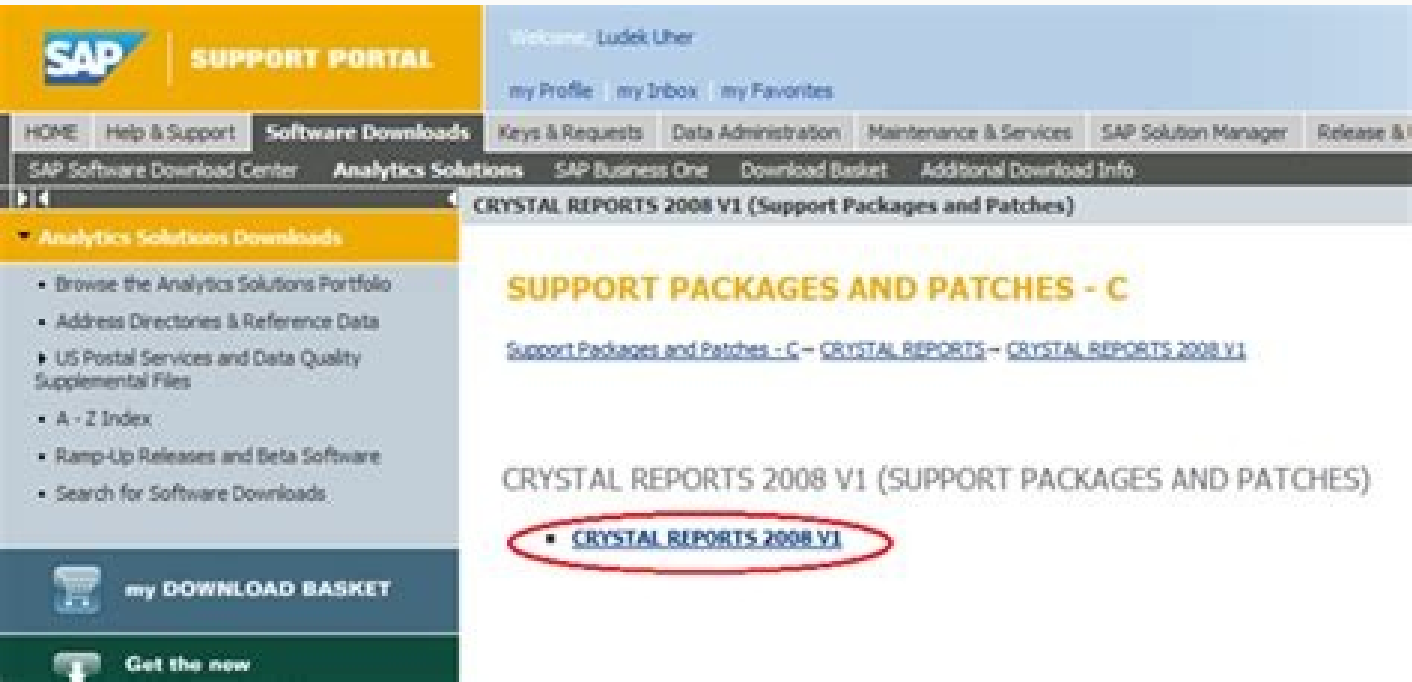 SAP SUPPORT PORTAL
Welcome, Ludek Uher
my Profile my Inbox my Favorites
HOME Help & Support Software Downloads Keys & Requests Data Administration Maintenance & Services SAP Solution Manager Release &
SAP Software Download Center Analytics Solutions SAP Business One Download Basket Additional Download Info
CRYSTAL REPORTS 2008 V1 (Support Packages and Patches)
Analytics Solutions Downloads
• Browse the Analytics Solutions Portfolio
• Address Directories & Reference Data
US Postal Services and Data Quality
Supplemental Files
• A - Z Index
• Ramp-Up Releases and Beta Software
• Search for Software Downloads
my DOWNLOAD BASKET
Get the new
SUPPORT PACKAGES AND PATCHES - C
Support Packages and Patches - C→ CRYSTAL REPORTS→ CRYSTAL REPORTS 2008 V1
CRYSTAL REPORTS 2008 V1 (SUPPORT PACKAGES AND PATCHES)
• CRYSTAL REPORTS 2008 V1